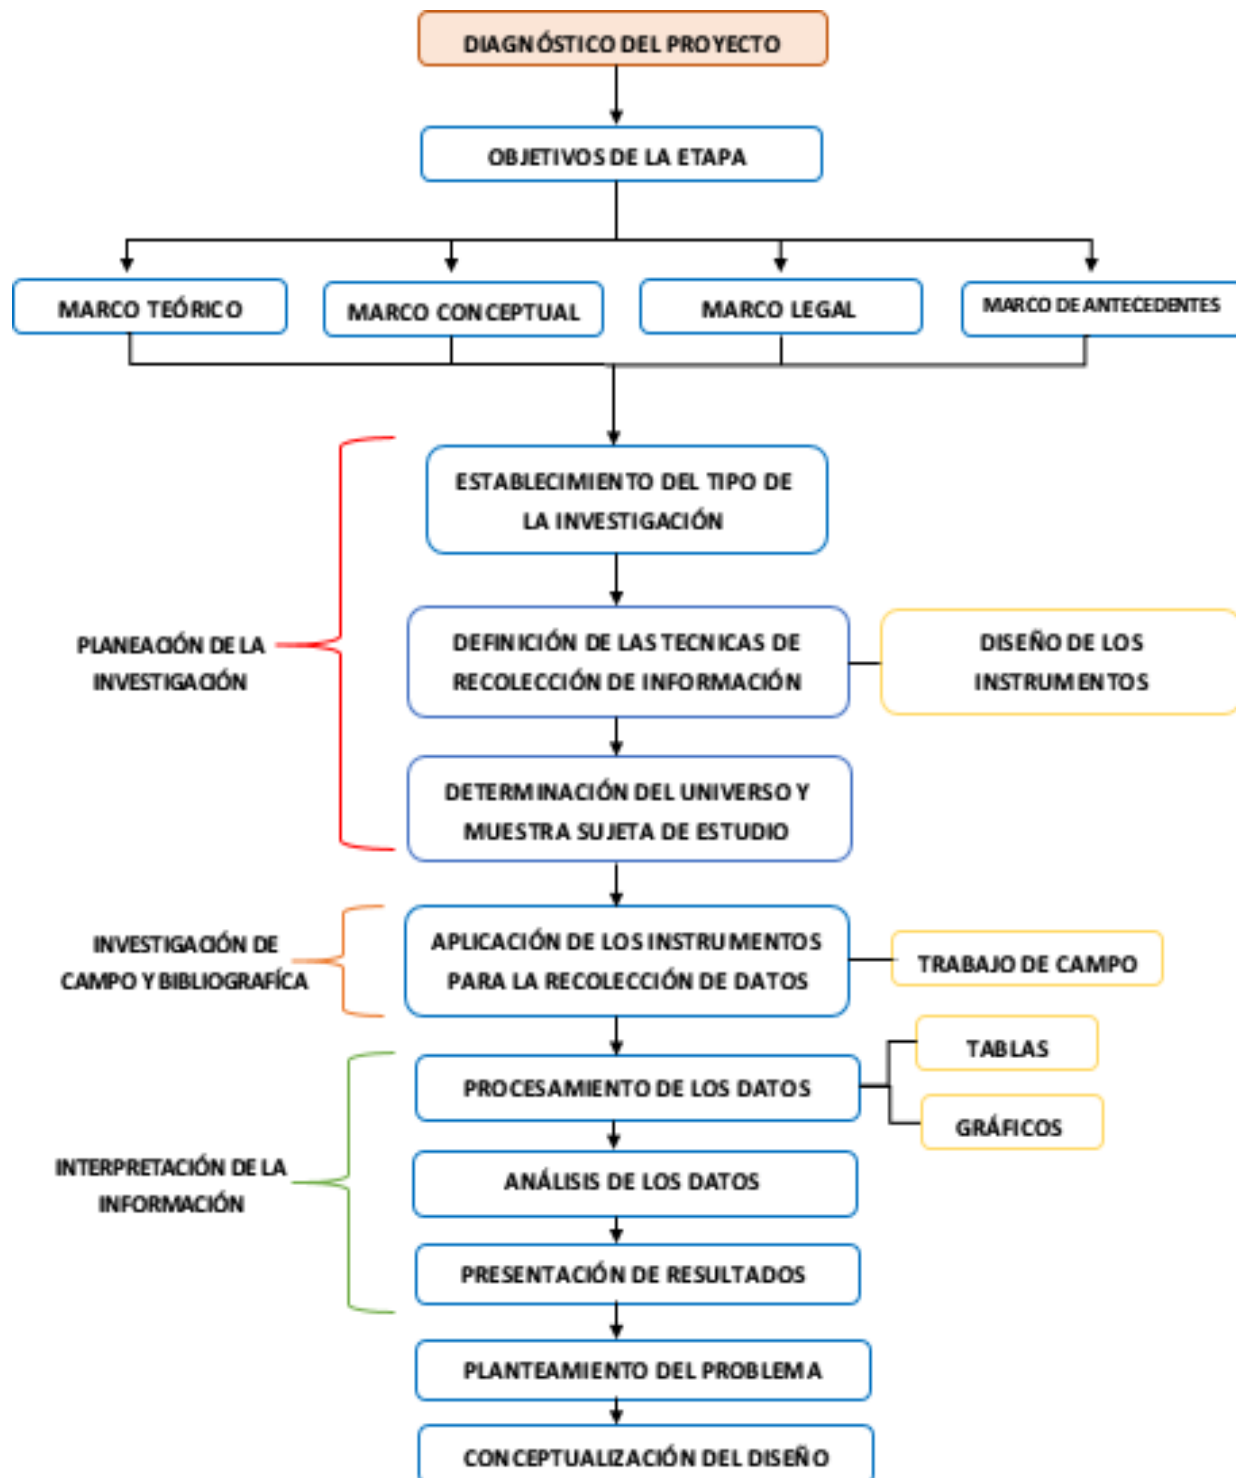 DIAGNÓSTICO DEL PROYECTO
OBJETIVOS DE LA ETAPA
MARCO TEÓRICO
MARCO CONCEPTUAL
MARCO LEGAL
MARCO DE ANTECEDENTES
ESTABLECIMIENTO DEL TIPO DE
LA INVESTIGACIÓN
PLANEACIÓN DE LA
INVESTIGACIÓN
DEFINICIÓN DE LAS TECNICAS DE
RECOLECCIÓN DE INFORMACIÓN
DISEÑO DE LOS
INSTRUMENTOS
DETERMINACIÓN DEL UNIVERSO Y
MUESTRA SUJETA DE ESTUDIO
INVESTIGACIÓN DE
CAMPO Y BIBLIOGRAFÍCA
APLICACIÓN DE LOS INSTRUMENTOS
PARA LA RECOLECCIÓN DE DATOS
TRABAJO DE CAMPO
PROCESAMIENTO DE LOS DATOS
TABLAS
GRÁFICOS
INTERPRETACIÓN DE LA
INFORMACIÓN
ANÁLISIS DE LOS DATOS
PRESENTACIÓN DE RESULTADOS
PLANTEAMIENTO DEL PROBLEMA
CONCEPTUALIZACIÓN DEL DISEÑO